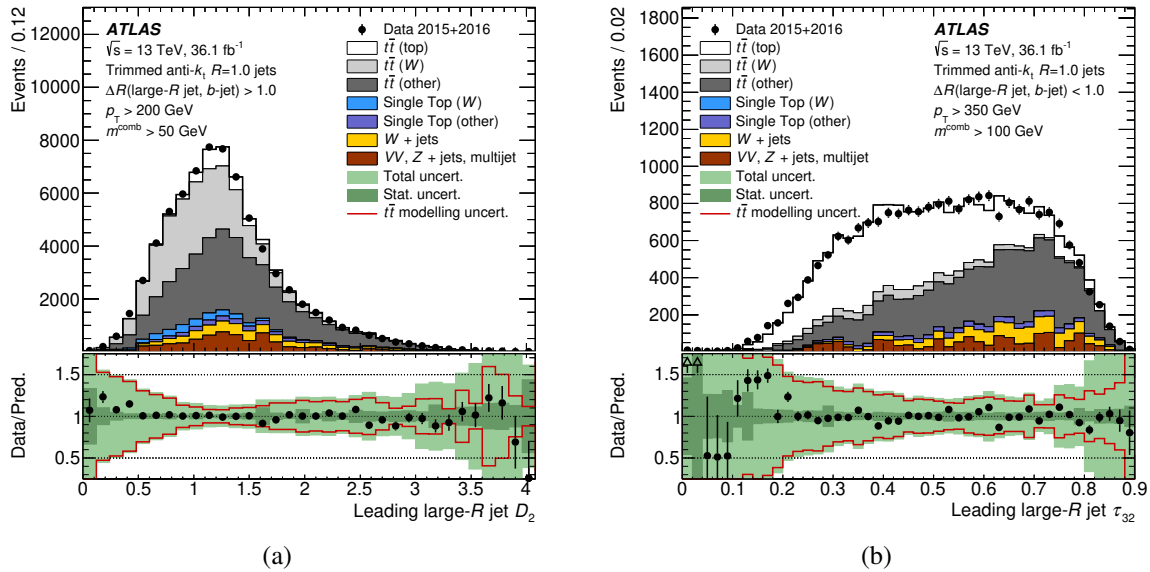 Events / 0.12
12000
10000
8000
6000
4000
2000
ATLAS
√s = 13 TeV, 36.1 fb⁻¹
Trimmed anti-kₜ R=1.0 jets
ΔR(large-R jet, b-jet) > 1.0
p_T > 200 GeV
m^comb > 50 GeV
Data 2015+2016
tt̄ (top)
tt̄ (W)
tt̄ (other)
Single Top (W)
Single Top (other)
W + jets
VV, Z + jets, multijet
Total uncert.
Stat. uncert.
tt̄ modelling uncert.
Data/Pred.
1.5
1
0.5
0 0.5 1 1.5 2 2.5 3 3.5 4
Leading large-R jet D₂
(a)
Events / 0.02
1800
1600
1400
1200
1000
800
600
400
200
Data 2015+2016
tt̄ (top)
tt̄ (W)
tt̄ (other)
Single Top (W)
Single Top (other)
W + jets
VV, Z + jets, multijet
Total uncert.
Stat. uncert.
tt̄ modelling uncert.
ATLAS
√s = 13 TeV, 36.1 fb⁻¹
Trimmed anti-kₜ R=1.0 jets
ΔR(large-R jet, b-jet) < 1.0
p_T > 350 GeV
m^comb > 100 GeV
Data/Pred.
1.5
1
0.5
0 0.1 0.2 0.3 0.4 0.5 0.6 0.7 0.8 0.9
Leading large-R jet τ₃₂
(b)